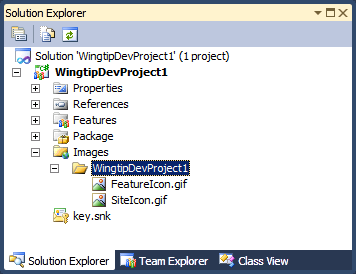 Solution Explorer
Solution 'WingtipDevProject1' (1 project)
WingtipDevProject1
Properties
References
Features
Package
Images
WingtipDevProject1
FeatureIcon.gif
SiteIcon.gif
key.snk
Solution Explorer Team Explorer Class View